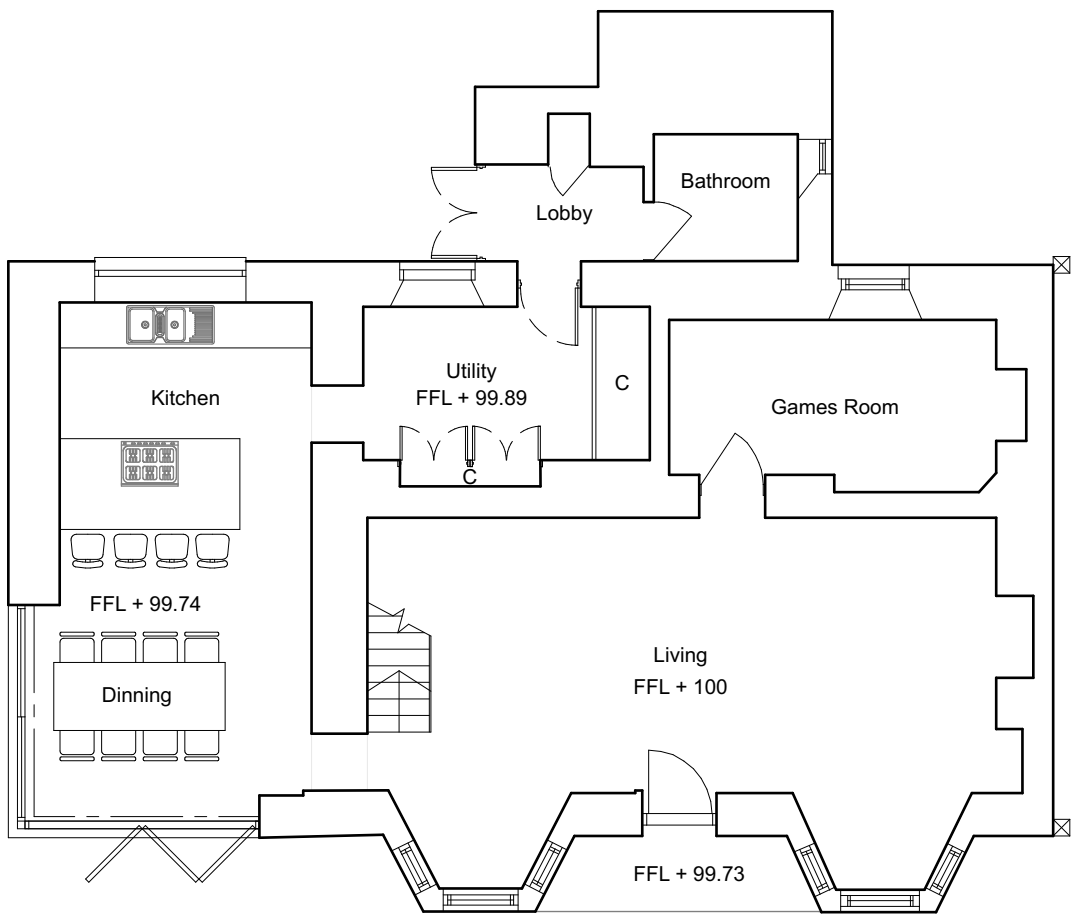 Bathroom
Lobby
Utility
FFL + 99.89
C
Kitchen
Games Room
C
FFL + 99.74
Living
FFL + 100
Dinning
FFL + 99.73